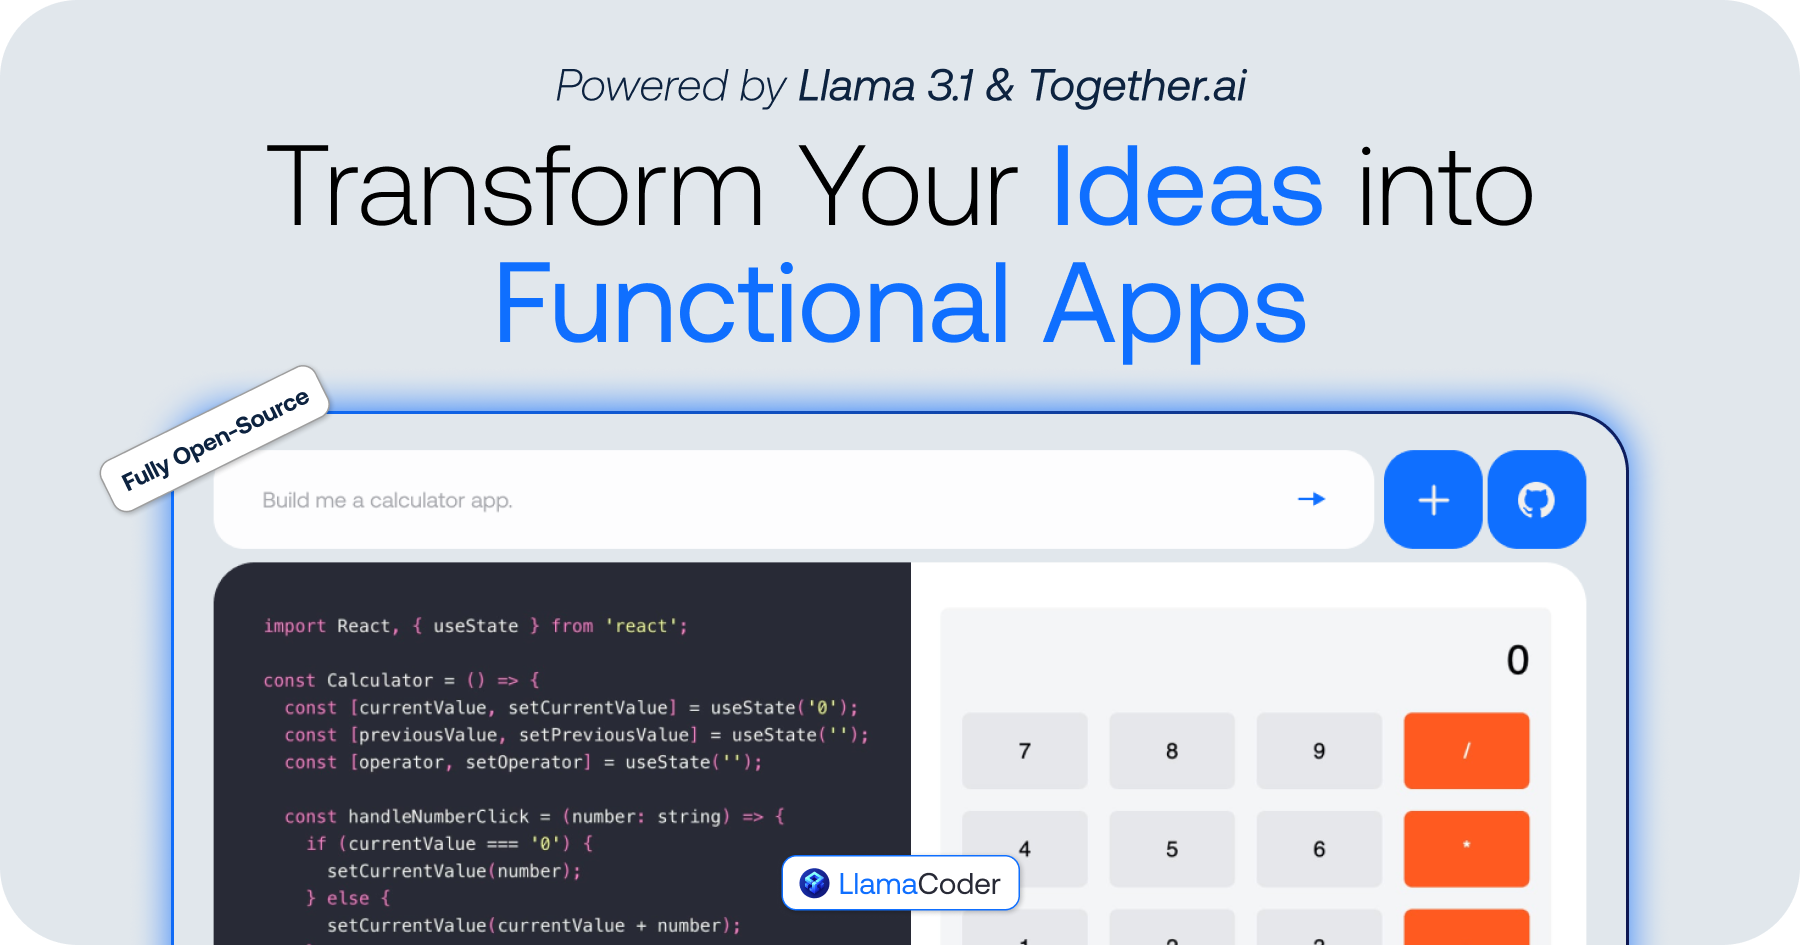 Powered by Llama 3.1 & Together.ai
Transform Your Ideas into
Functional Apps
Fully Open-Source
Build me a calculator app.
import React, { useState } from 'react';
const Calculator = () => {
const [currentValue, setCurrentValue] = useState('0');
const [previousValue, setPreviousValue] = useState('');
const [operator, setOperator] = useState('');
const handleNumberClick = (number: string) => {
if (currentValue === '0') {
setCurrentValue(number);
} else {
setCurrentValue(currentValue + number);
0
7 8 9 /
4 5 6 *
1 2 3
LlamaCoder